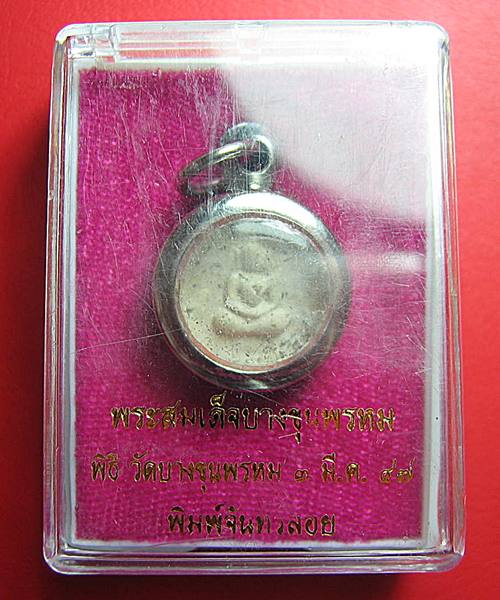 พระสมเด็จบางขุนพรหม
พิธี วัดบางขุนพรหม ๓ มี.ค. ๔๗
พิมพ์จันทรลอย